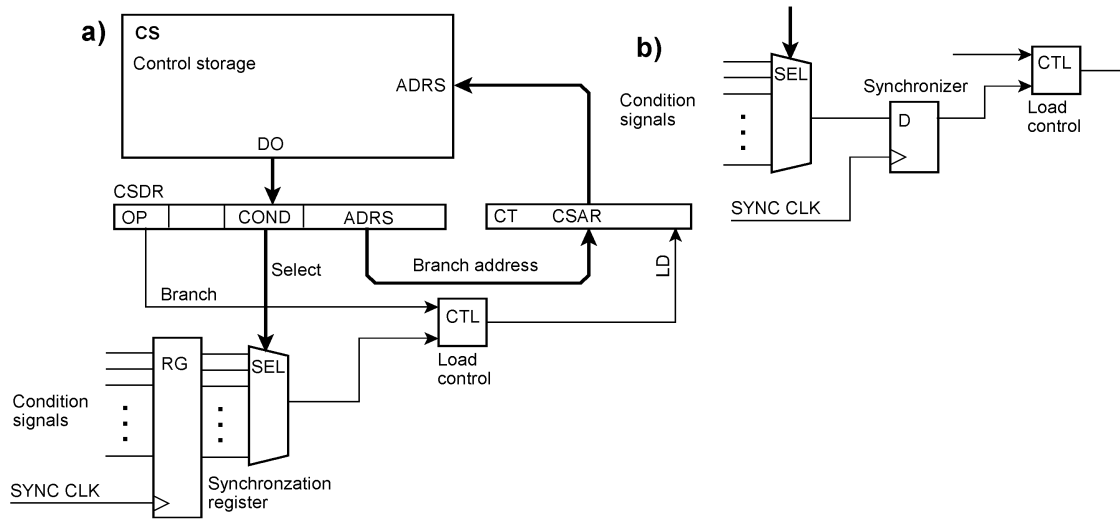 a)
CS
Control storage
ADRS
DO
CSDR
OP
COND
ADRS
CT
CSAR
Select
Branch address
LD
Branch
CTL
Load
control
RG
SEL
Condition
signals
SYNC CLK
Synchronzation
register
b)
SEL
Condition
signals
Synchronizer
D
CTL
Load
control
SYNC CLK